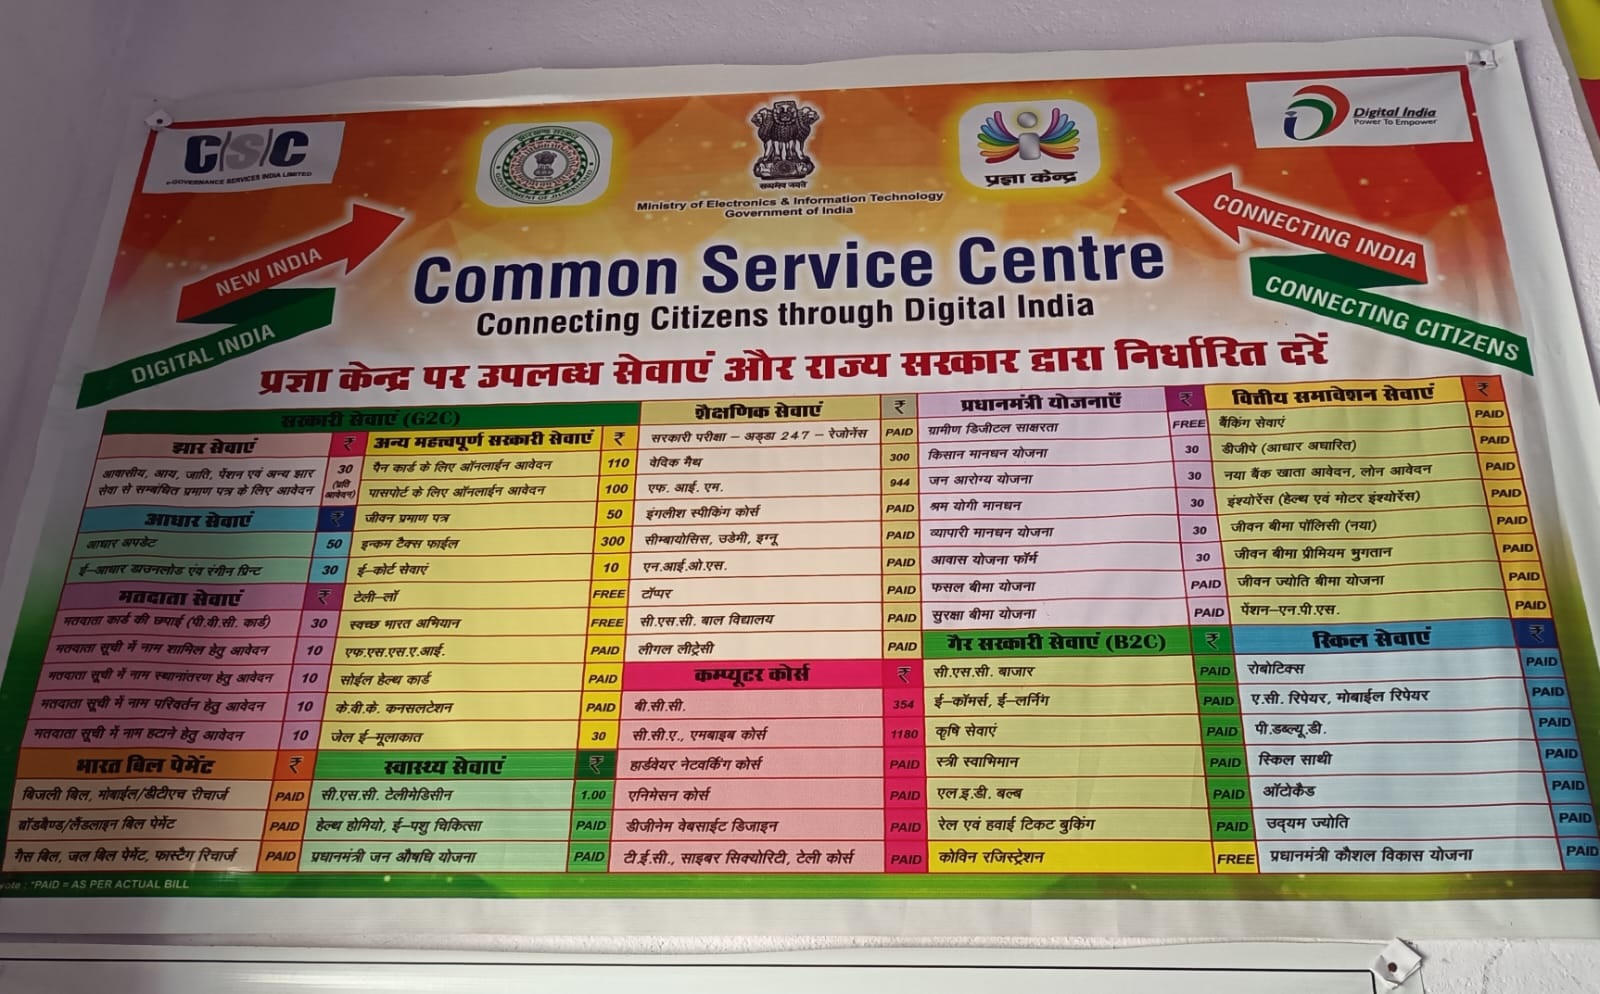 CSC
e-GOVERNANCE SERVICES INDIA LIMITED
सत्यमेव जयते
Ministry of Electronics & Information Technology
Government of India
प्रज्ञा केन्द्र
Digital India
Power To Empower
NEW INDIA
DIGITAL INDIA
CONNECTING INDIA
CONNECTING CITIZENS
Common Service Centre
Connecting Citizens through Digital India
प्रज्ञा केन्द्र पर उपलब्ध सेवाएं और राज्य सरकार द्वारा निर्धारित दरें
सरकारी सेवाएं (G2C)
झार सेवाएं ₹
आवासीय, आय, जाति, पेंशन एवं अन्य झार
सेवा से सम्बंधित प्रमाण पत्र के लिए आवेदन
30
(प्रति
आवेदन)
आधार सेवाएं ₹
आधार अपडेट 50
ई–आधार डाउनलोड एंव रंगीन प्रिन्ट 30
मतदाता सेवाएं ₹
मतदाता कार्ड की छपाई (पी.वी.सी. कार्ड) 30
मतदाता सूची में नाम शामिल हेतु आवेदन 10
मतदाता सूची में नाम स्थानांतरण हेतु आवेदन 10
मतदाता सूची में नाम परिवर्तन हेतु आवेदन 10
मतदाता सूची में नाम हटाने हेतु आवेदन 10
भारत बिल पेमेंट ₹
बिजली बिल, मोबाईल/डीटीएच रीचार्ज PAID
ब्रॉडबैण्ड/लैंडलाइन बिल पेमेंट PAID
गैस बिल, जल बिल पेमेंट, फास्टैग रिचार्ज PAID
अन्य महत्त्वपूर्ण सरकारी सेवाएं ₹
पैन कार्ड के लिए ऑनलाईन आवेदन 110
पासपोर्ट के लिए ऑनलाईन आवेदन 100
जीवन प्रमाण पत्र 50
इन्कम टैक्स फाईल 300
ई–कोर्ट सेवाएं 10
टेली–लॉ FREE
स्वच्छ भारत अभियान FREE
एफ.एस.एस.ए.आई. PAID
सोईल हेल्थ कार्ड PAID
के.वी.के. कनसलटेशन PAID
जेल ई–मूलाकात 30
स्वास्थ्य सेवाएं ₹
सी.एस.सी. टेलीमेडिसीन 1.00
हेल्थ होमियो, ई–पशु चिकित्सा PAID
प्रधानमंत्री जन औषधि योजना PAID
शैक्षणिक सेवाएं ₹
सरकारी परीक्षा – अड्डा 247 – रेजोनेंस PAID
वेदिक मैथ 300
एफ. आई. एम. 944
इंगलीश स्पीकिंग कोर्स PAID
सीम्बायोसिस, उडेमी, इग्नू PAID
एन.आई.ओ.एस. PAID
टॉप्पर PAID
सी.एस.सी. बाल विद्यालय PAID
लीगल लीट्रेसी PAID
कम्प्यूटर कोर्स ₹
बी.सी.सी. 354
सी.सी.ए., एमबाइब कोर्स 1180
हार्डवेयर नेटवर्किंग कोर्स PAID
एनिमेसन कोर्स PAID
डीजीनेम वेबसाईट डिजाइन PAID
टी.ई.सी., साइबर सिक्योरिटी, टेली कोर्स PAID
प्रधानमंत्री योजनाएँ ₹
ग्रामीण डिजीटल साक्षरता FREE
किसान मानधन योजना 30
जन आरोग्य योजना 30
श्रम योगी मानधन 30
व्यापारी मानधन योजना 30
आवास योजना फॉर्म 30
फसल बीमा योजना PAID
सुरक्षा बीमा योजना PAID
गैर सरकारी सेवाएं (B2C) ₹
सी.एस.सी. बाजार PAID
ई–कॉमर्स, ई–लर्निंग PAID
कृषि सेवाएं PAID
स्त्री स्वाभिमान PAID
एल.इ.डी. बल्ब PAID
रेल एवं हवाई टिकट बुकिंग PAID
कोविन रजिस्ट्रेशन FREE
वित्तीय समावेशन सेवाएं ₹
बैंकिंग सेवाएं PAID
डीजीपे (आधार अधारित) PAID
नया बैंक खाता आवेदन, लोन आवेदन PAID
इंश्योरेंस (हेल्थ एवं मोटर इंश्योरेंस) PAID
जीवन बीमा पॉलिसी (नया) PAID
जीवन बीमा प्रीमियम भुगतान PAID
जीवन ज्योति बीमा योजना PAID
पेंशन–एन.पी.एस. PAID
स्किल सेवाएं ₹
रोबोटिक्स PAID
ए.सी. रिपेयर, मोबाईल रिपेयर PAID
पी.डब्ल्यू.डी. PAID
स्किल साथी PAID
ऑटोकैड PAID
उद्यम ज्योति PAID
प्रधानमंत्री कौशल विकास योजना PAID
ote : *PAID = AS PER ACTUAL BILL